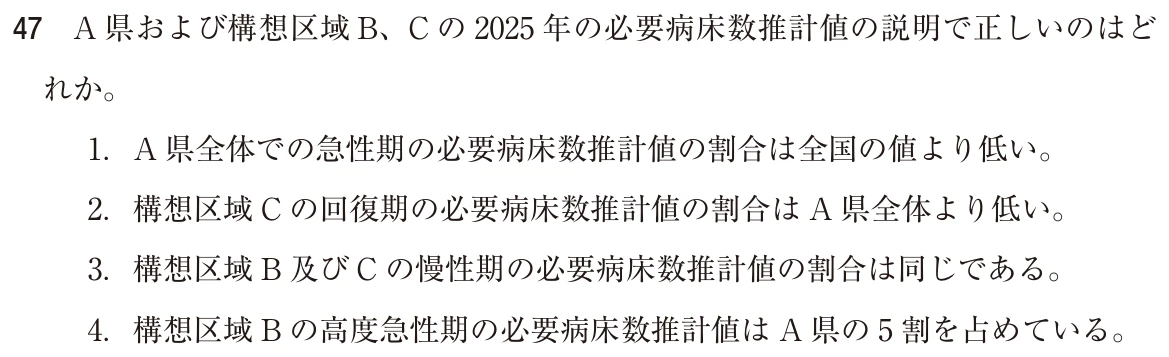 47 A県および構想区域B、Cの2025年の必要病床数推計値の説明で正しいのはど
れか。
1. A県全体での急性期の必要病床数推計値の割合は全国の値より低い。
2. 構想区域Cの回復期の必要病床数推計値の割合はA県全体より低い。
3. 構想区域B及びCの慢性期の必要病床数推計値の割合は同じである。
4. 構想区域Bの高度急性期の必要病床数推計値はA県の5割を占めている。